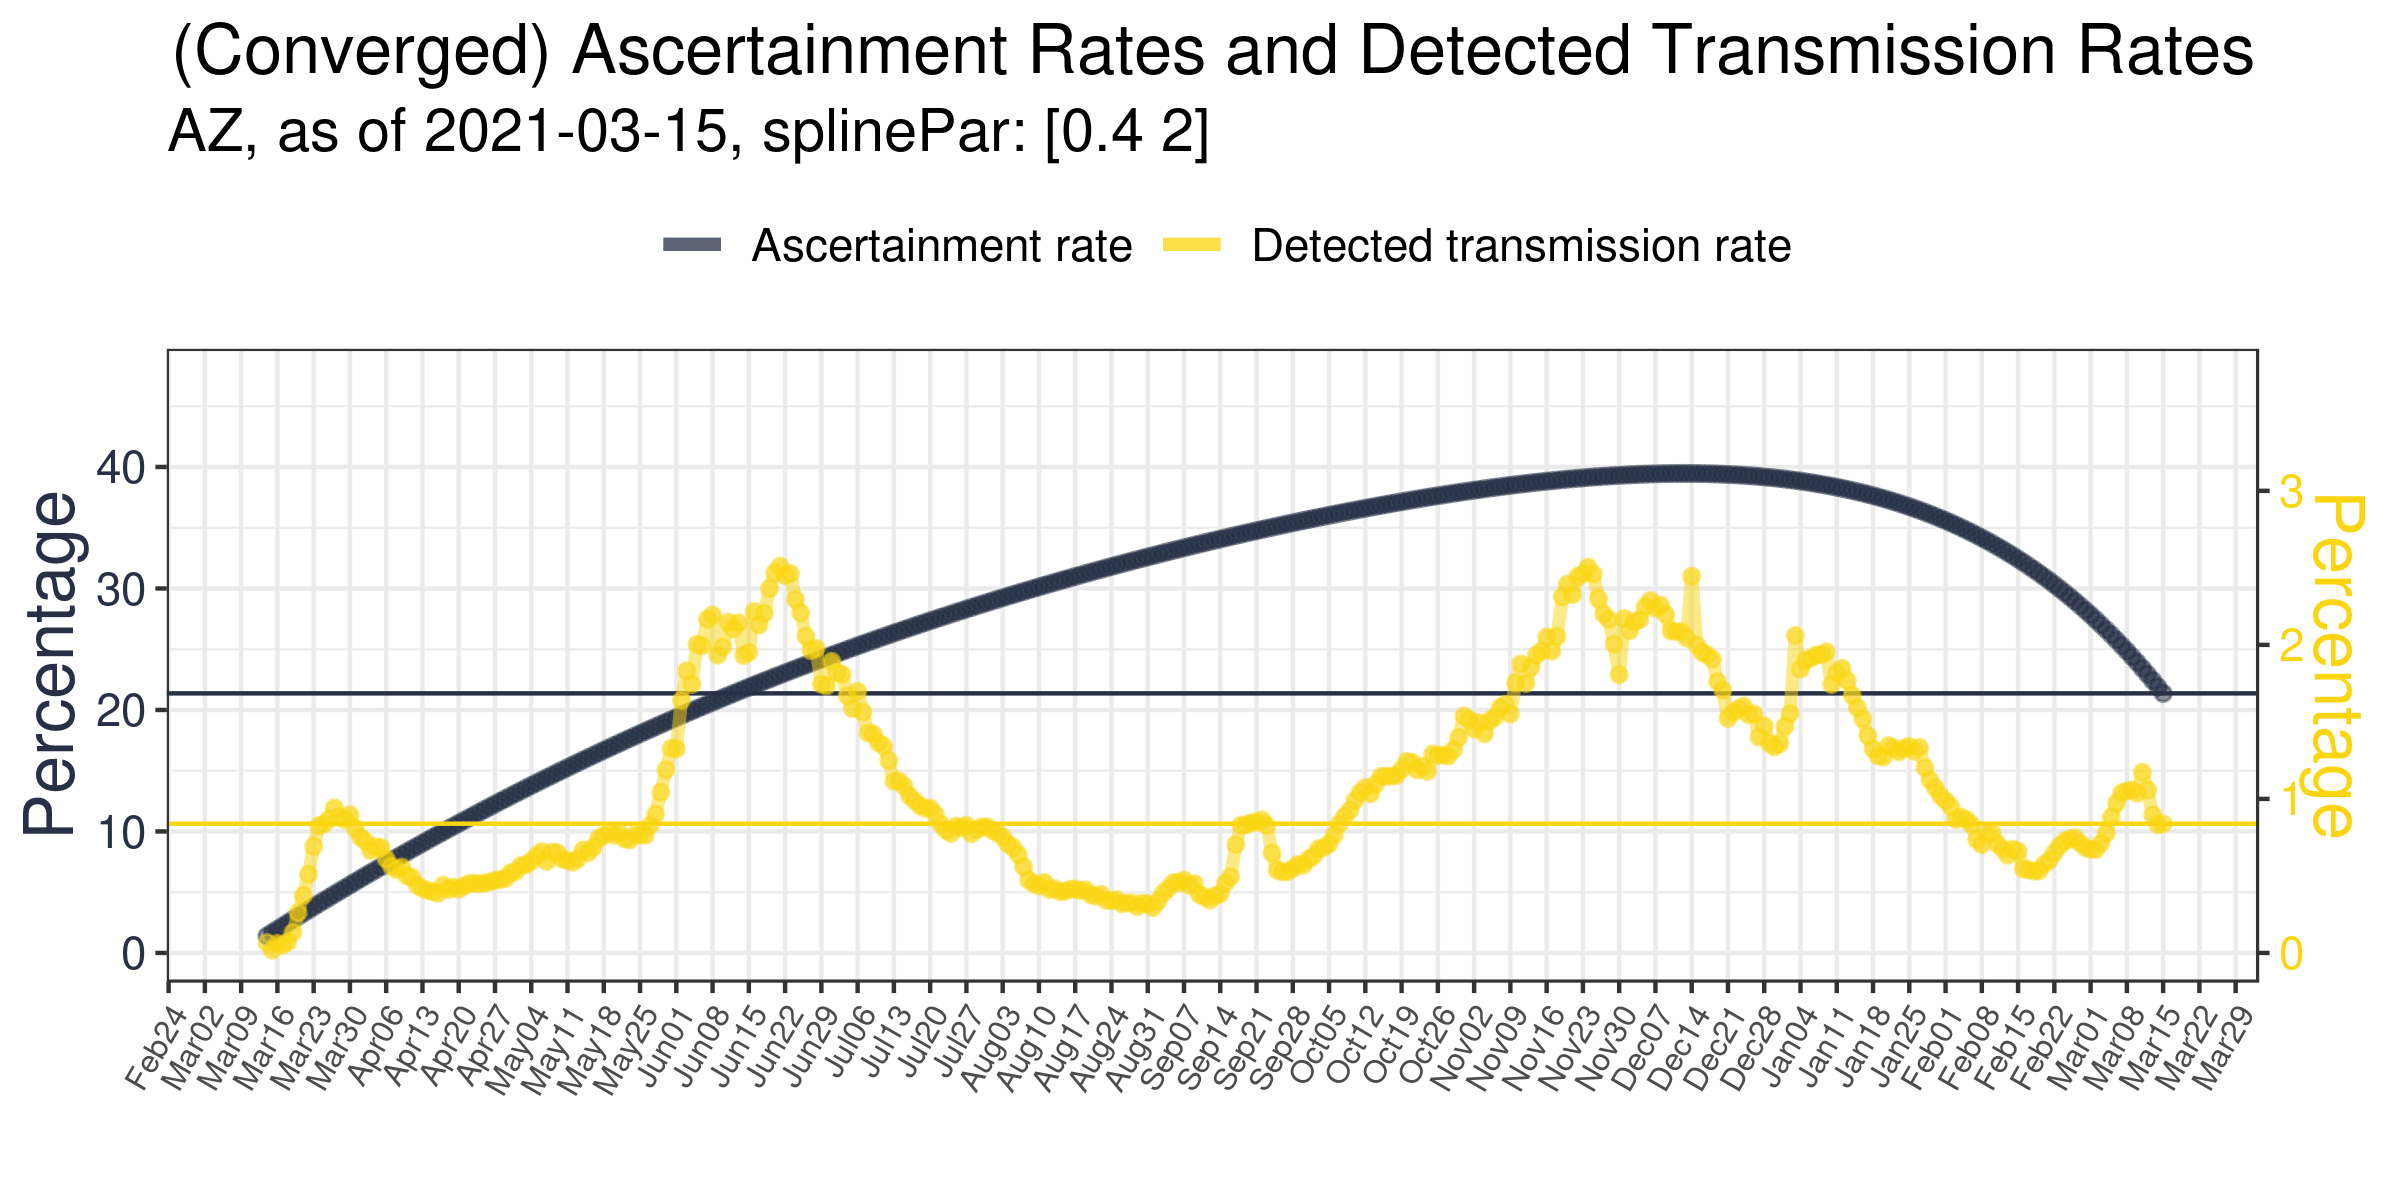 (Converged) Ascertainment Rates and Detected Transmission Rates
AZ, as of 2021-03-15, splinePar: [0.4 2]
Ascertainment rate Detected transmission rate
Percentage
40
30
20
10
0
3
2
1
0
Percentage
Feb24 Mar02 Mar09 Mar16 Mar23 Mar30 Apr06 Apr13 Apr20 Apr27 May04 May11 May18 May25 Jun01 Jun08 Jun15 Jun22 Jun29 Jul06 Jul13 Jul20 Jul27 Aug03 Aug10 Aug17 Aug24 Aug31 Sep07 Sep14 Sep21 Sep28 Oct05 Oct12 Oct19 Oct26 Nov02 Nov09 Nov16 Nov23 Nov30 Dec07 Dec14 Dec21 Dec28 Jan04 Jan11 Jan18 Jan25 Feb01 Feb08 Feb15 Feb22 Mar01 Mar08 Mar15 Mar22 Mar29